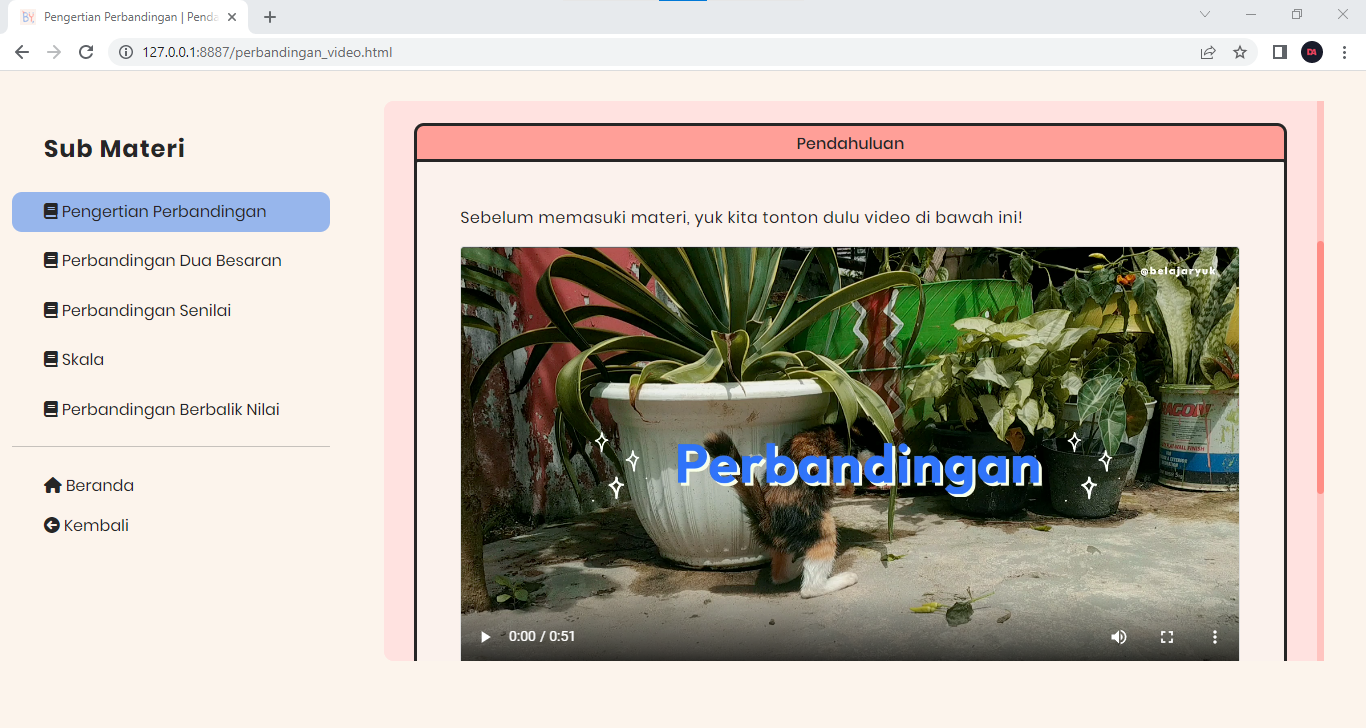 BY
Pengertian Perbandingan | Penda
127.0.0.1:8887/perbandingan_video.html
DA
Sub Materi
Pengertian Perbandingan
Perbandingan Dua Besaran
Perbandingan Senilai
Skala
Perbandingan Berbalik Nilai
Beranda
Kembali
Pendahuluan
Sebelum memasuki materi, yuk kita tonton dulu video di bawah ini!
@belajaryuk
Perbandingan
0:00 / 0:51